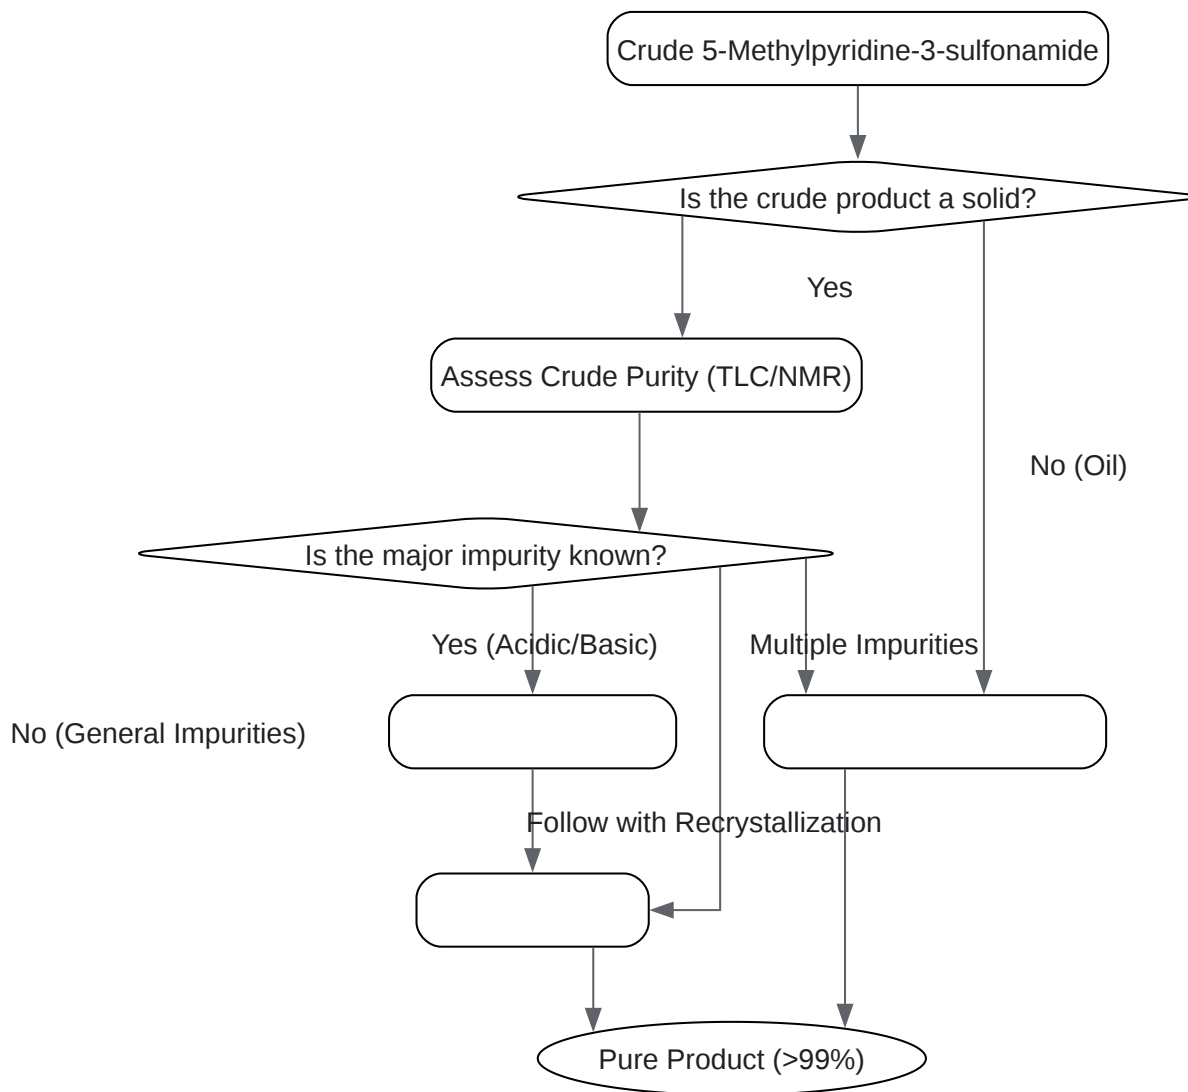 Crude 5-Methylpyridine-3-sulfonamide
Is the crude product a solid?
Yes
Assess Crude Purity (TLC/NMR)
No (Oil)
Is the major impurity known?
Yes (Acidic/Basic)
Multiple Impurities
No (General Impurities)
Follow with Recrystallization
Pure Product (>99%)